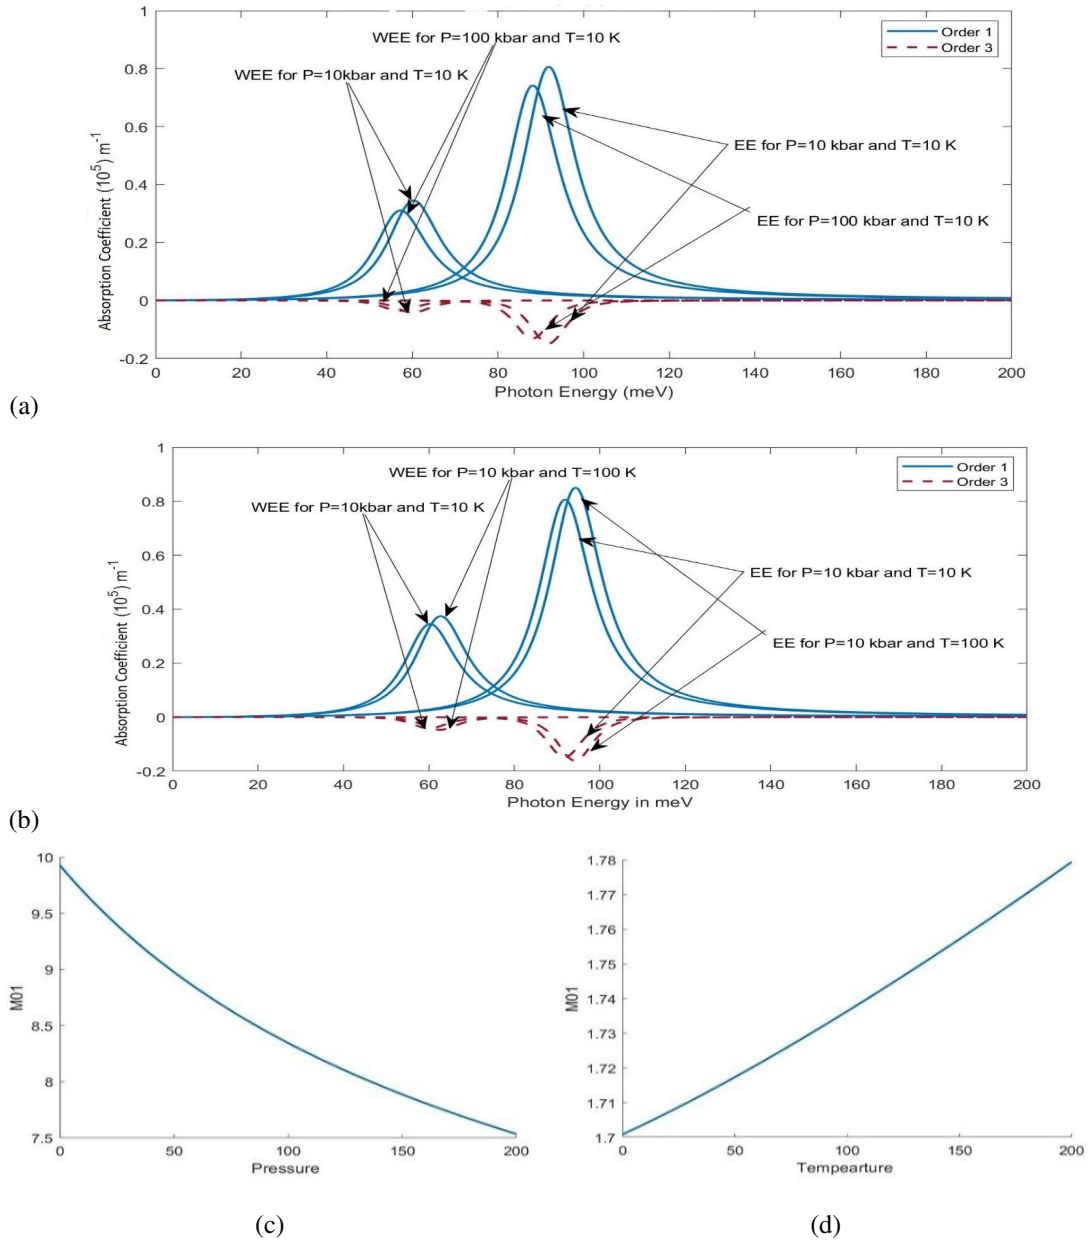 WEE for P=100 kbar and T=10 K
WEE for P=10kbar and T=10 K
Order 1
Order 3
EE for P=10 kbar and T=10 K
EE for P=100 kbar and T=10 K
Absorption Coefficient (10⁵) m⁻¹
1
0.8
0.6
0.4
0.2
0
-0.2
0 20 40 60 80 100 120 140 160 180 200
Photon Energy (meV)
(a)
WEE for P=10 kbar and T=100 K
WEE for P=10kbar and T=10 K
Order 1
Order 3
EE for P=10 kbar and T=10 K
EE for P=10 kbar and T=100 K
Absorption Coefficient (10⁵) m⁻¹
1
0.8
0.6
0.4
0.2
0
-0.2
0 20 40 60 80 100 120 140 160 180 200
Photon Energy in meV
(b)
M01
10
9.5
9
8.5
8
7.5
0 50 100 150 200
Pressure
(c)
M01
1.78
1.77
1.76
1.75
1.74
1.73
1.72
1.71
1.7
0 50 100 150 200
Tempearture
(d)